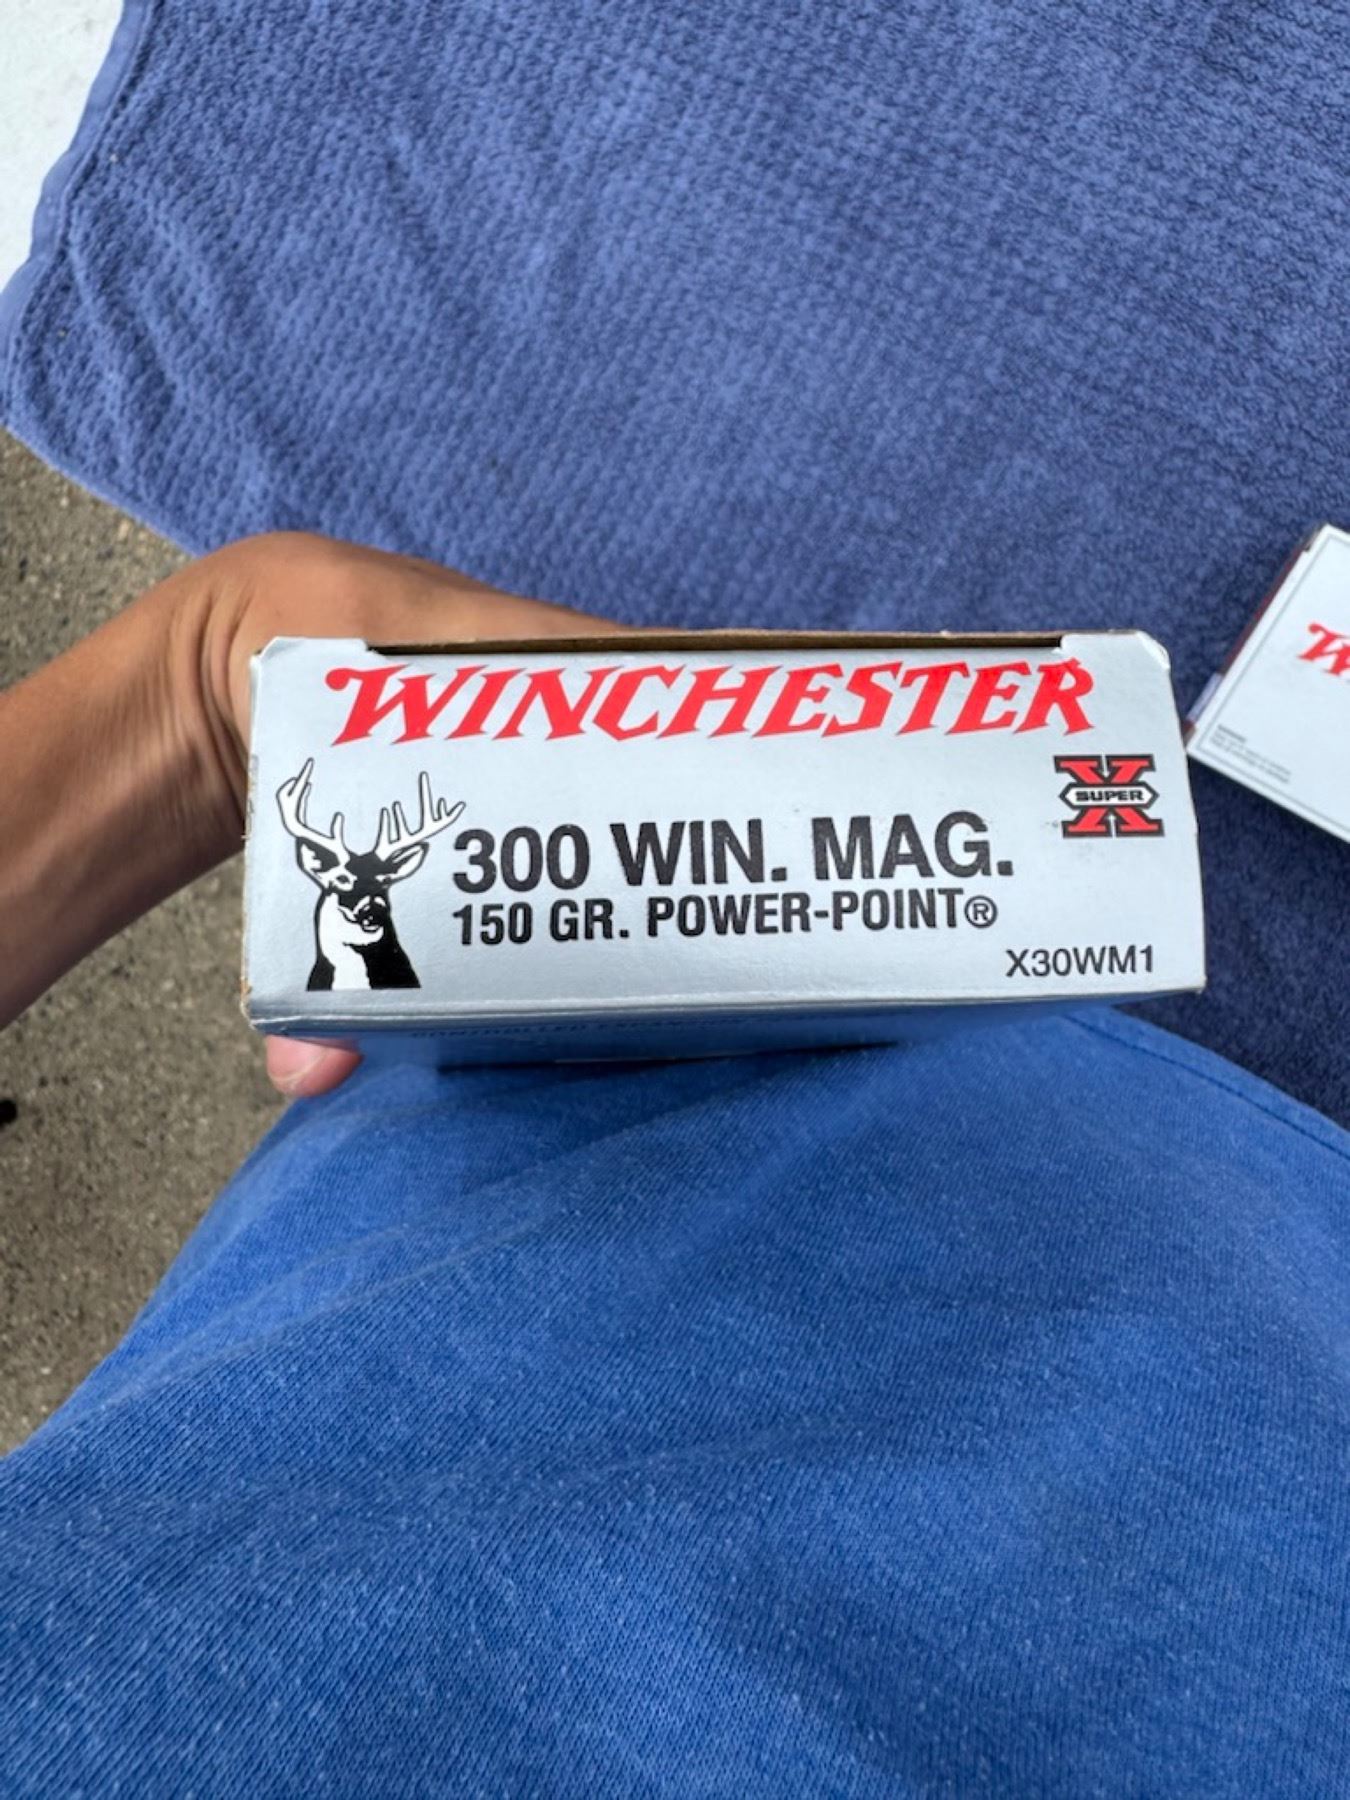 WINCHESTER
X
SUPER
300 WIN. MAG.
150 GR. POWER-POINT®
X30WM1
W